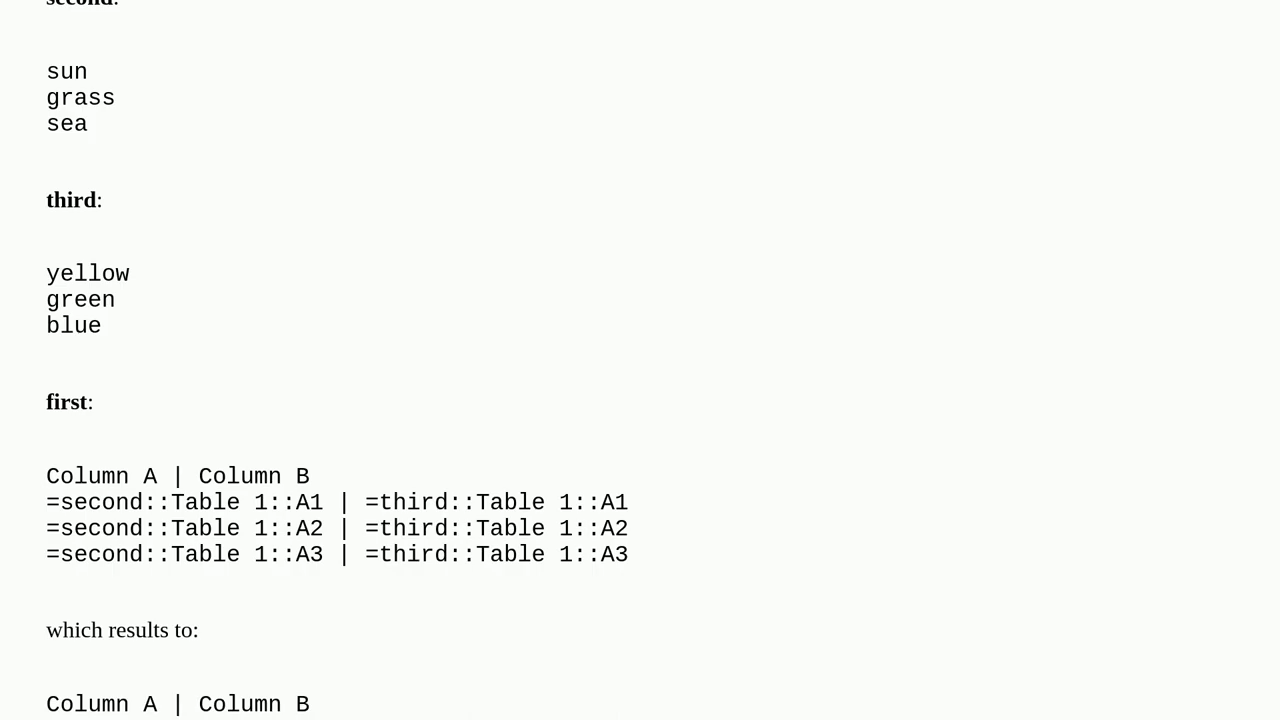 second:
sun
grass
sea
third:
yellow
green
blue
first:
Column A | Column B
=second::Table 1::A1 | =third::Table 1::A1
=second::Table 1::A2 | =third::Table 1::A2
=second::Table 1::A3 | =third::Table 1::A3
which results to:
Column A | Column B